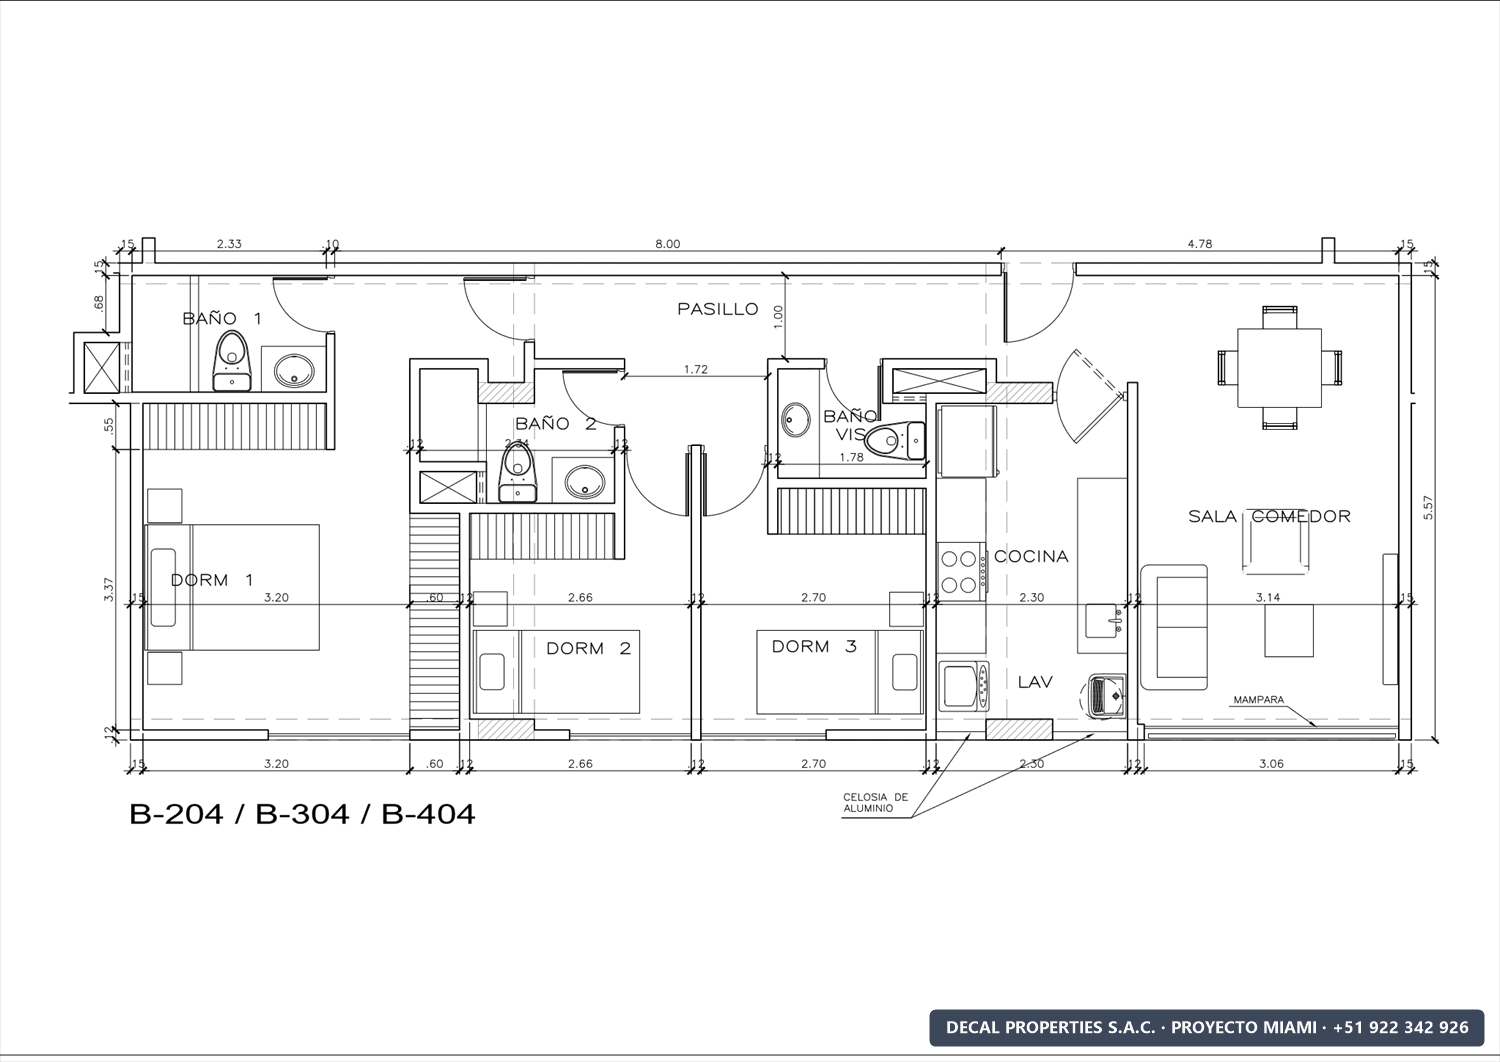 .15 2.33 .10 8.00 4.78 .15
.15 .15
.68
BAÑO 1
PASILLO
1.00
1.72
.55
BAÑO 2
BAÑO
VIS
.12 2.34 .12
.12 1.78
5.57
SALA COMEDOR
COCINA
DORM 1
3.37
.15 3.20 .60 .12 2.66 .12 2.70 .12 2.30 .12 3.14 .15
DORM 2
DORM 3
LAV
MAMPARA
.12
.15 3.20 .60 .12 2.66 .12 2.70 .12 2.30 .12 3.06 .15
CELOSIA DE
ALUMINIO
B-204 / B-304 / B-404
DECAL PROPERTIES S.A.C. · PROYECTO MIAMI · +51 922 342 926